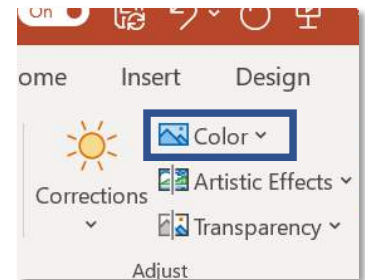 On
ome Insert Design
Color
Artistic Effects
Corrections
Transparency
Adjust